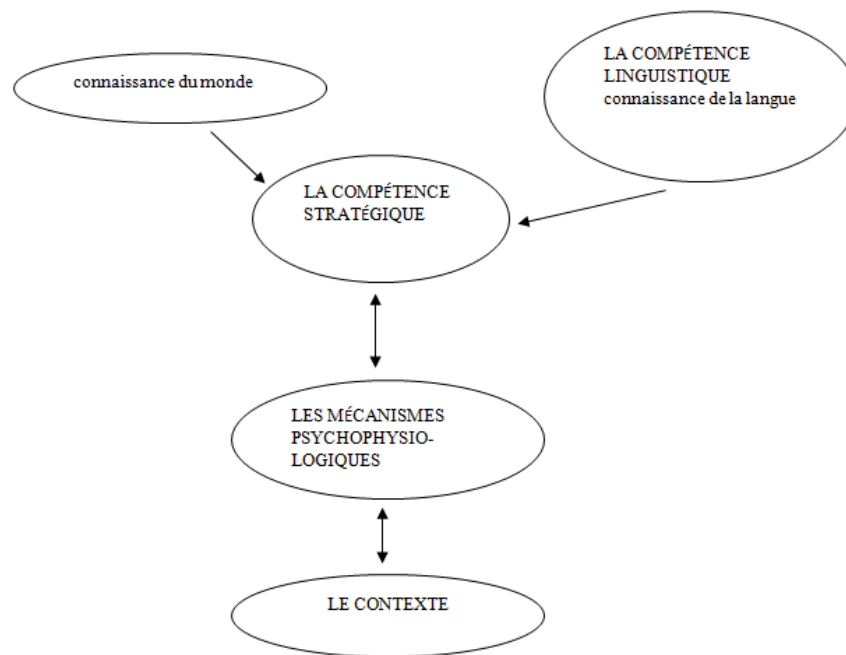 connaissance du monde
LA COMPÉTENCE
LINGUISTIQUE
connaissance de la langue
LA COMPÉTENCE
STRATÉGIQUE
LES MÉCANISMES
PSYCHOPHYSIO-
LOGIQUES
LE CONTEXTE